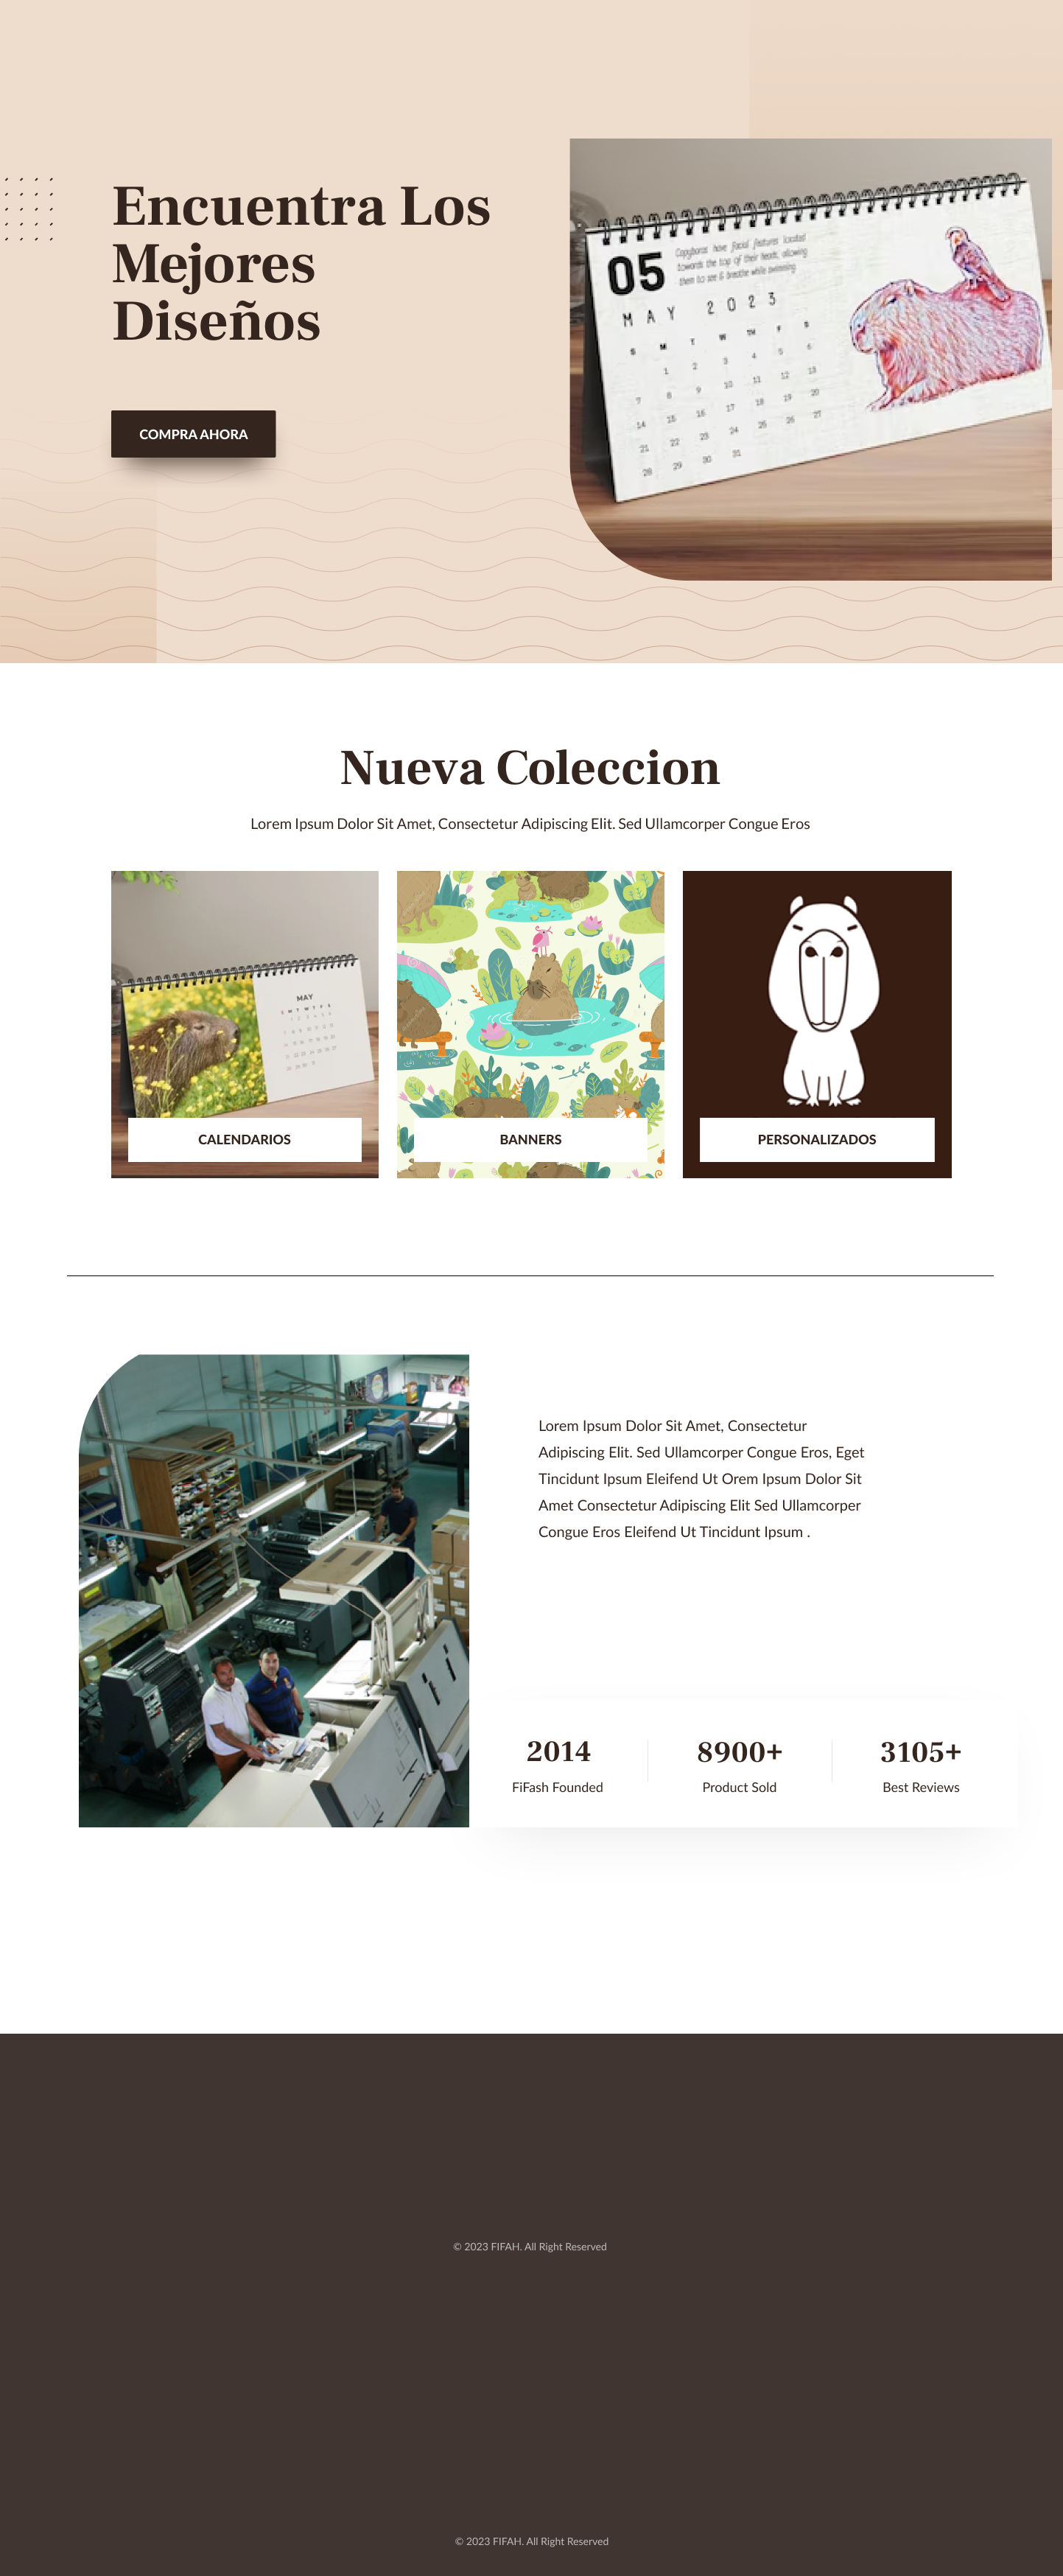 Encuentra Los
Mejores
Diseños
COMPRA AHORA
05
Capybaras have facial features located
towards the top of their heads, allowing
them to see & breathe while swimming.
MAY 2023
S M T W TH F S
1 2 3 4 5 6
7 8 9 10 11 12 13
14 15 16 17 18 19 20
21 22 23 24 25 26 27
28 29 30 31
Nueva Coleccion
Lorem Ipsum Dolor Sit Amet, Consectetur Adipiscing Elit. Sed Ullamcorper Congue Eros
MAY
S M T W T F S
CALENDARIOS
BANNERS
PERSONALIZADOS
Lorem Ipsum Dolor Sit Amet, Consectetur
Adipiscing Elit. Sed Ullamcorper Congue Eros, Eget
Tincidunt Ipsum Eleifend Ut Orem Ipsum Dolor Sit
Amet Consectetur Adipiscing Elit Sed Ullamcorper
Congue Eros Eleifend Ut Tincidunt Ipsum .
2014
FiFash Founded
8900+
Product Sold
3105+
Best Reviews
© 2023 FIFAH. All Right Reserved
© 2023 FIFAH. All Right Reserved